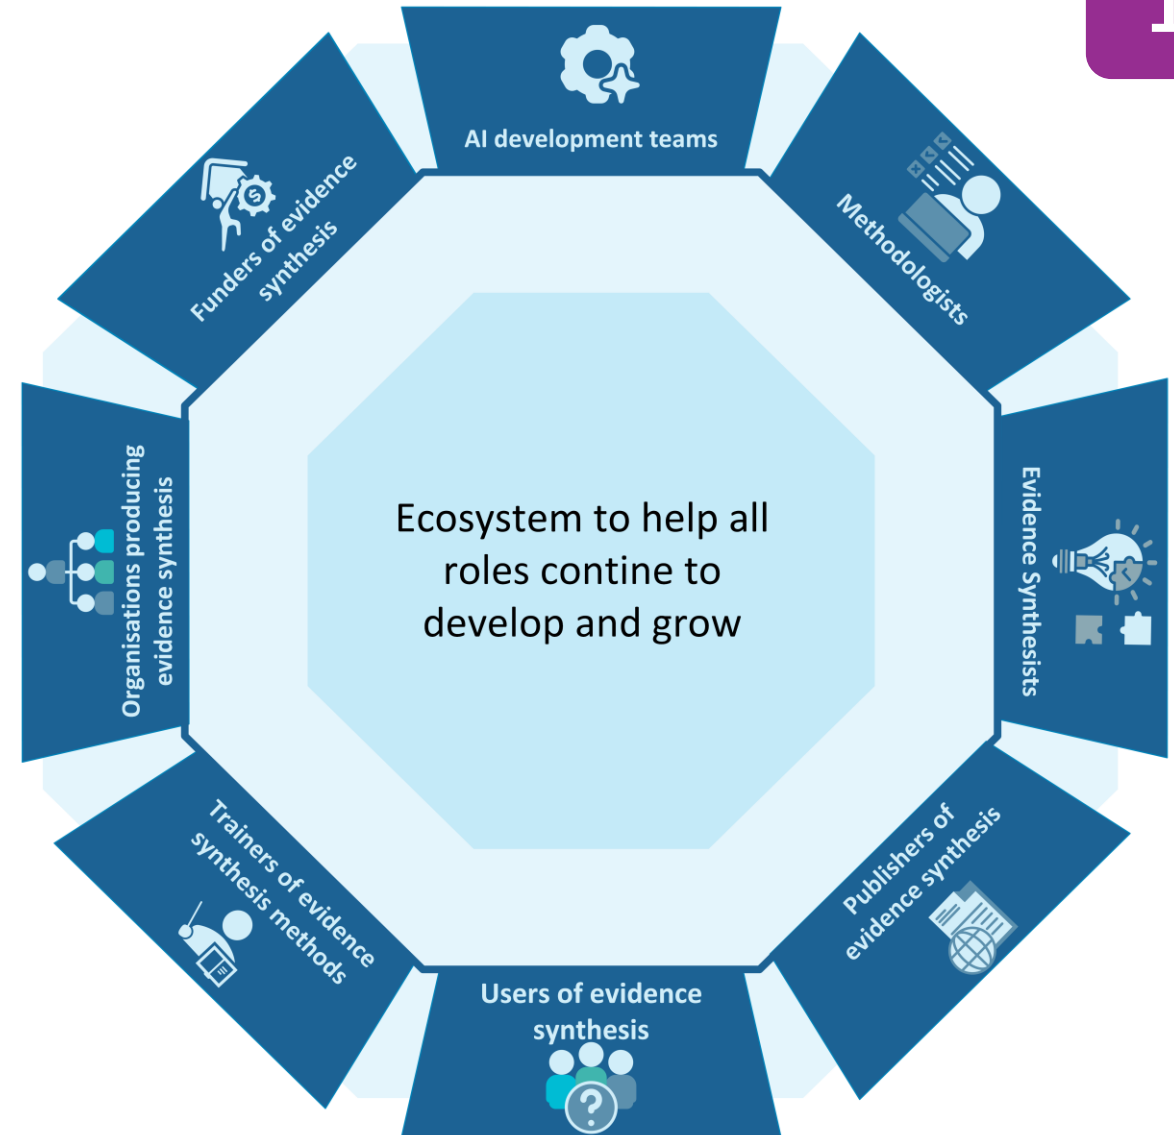 AI development teams
Methodologists
Evidence Synthesists
Publishers of
evidence synthesis
Users of evidence
synthesis
Trainers of evidence
synthesis methods
Organisations producing
evidence synthesis
Funders of evidence
synthesis
$
?
Ecosystem to help all
roles contine to
develop and grow